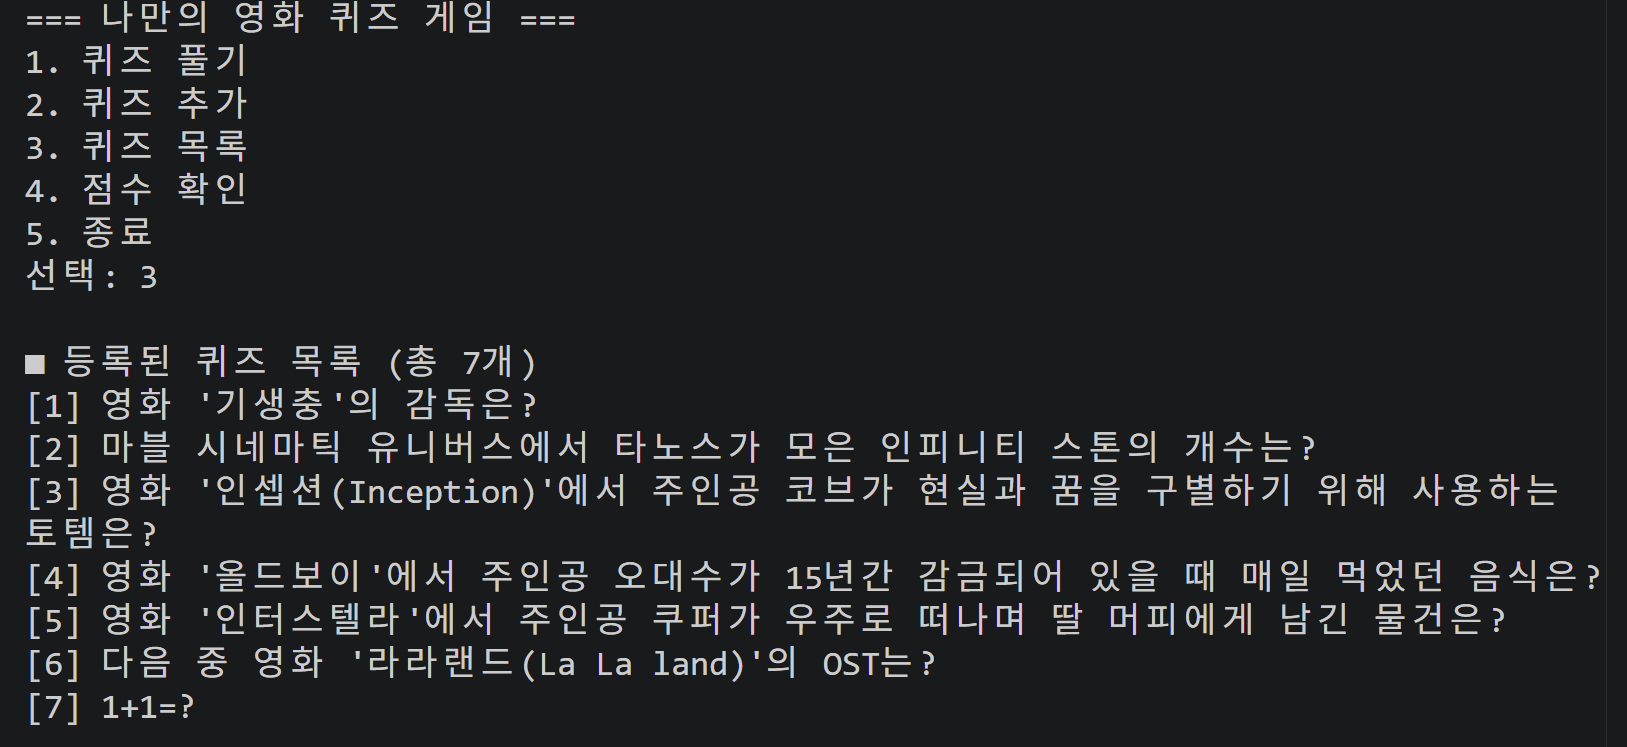 === 나만의 영화 퀴즈 게임 ===
1. 퀴즈 풀기
2. 퀴즈 추가
3. 퀴즈 목록
4. 점수 확인
5. 종료
선택: 3
■ 등록된 퀴즈 목록 (총 7개)
[1] 영화 '기생충'의 감독은?
[2] 마블 시네마틱 유니버스에서 타노스가 모은 인피니티 스톤의 개수는?
[3] 영화 '인셉션(Inception)'에서 주인공 코브가 현실과 꿈을 구별하기 위해 사용하는
토템은?
[4] 영화 '올드보이'에서 주인공 오대수가 15년간 감금되어 있을 때 매일 먹었던 음식은?
[5] 영화 '인터스텔라'에서 주인공 쿠퍼가 우주로 떠나며 딸 머피에게 남긴 물건은?
[6] 다음 중 영화 '라라랜드(La La land)'의 OST는?
[7] 1+1=?